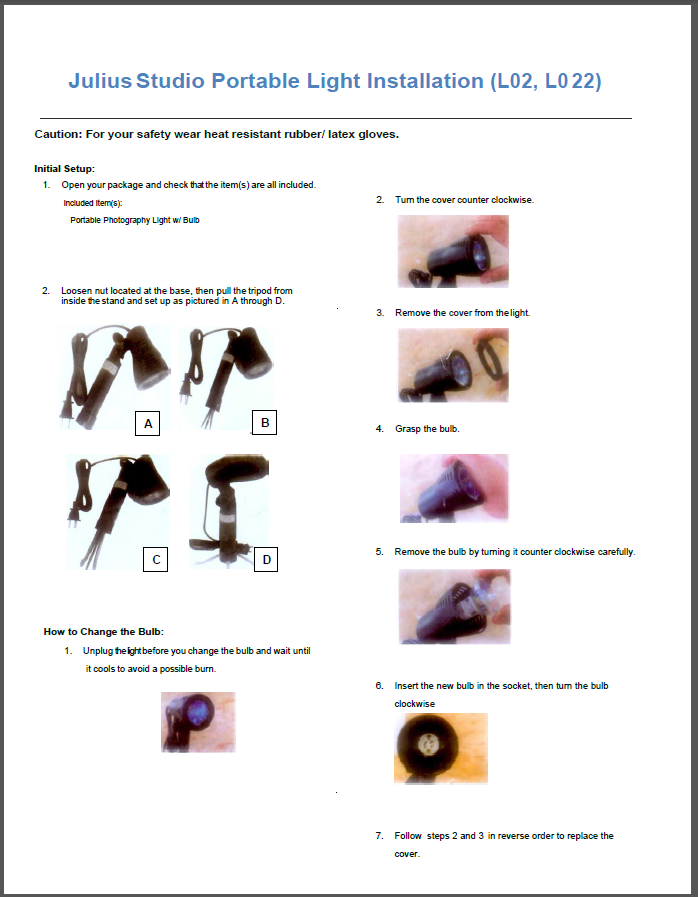 Julius Studio Portable Light Installation (L02, L022)
Caution: For your safety wear heat resistant rubber/ latex gloves.
Initial Setup:
1. Open your package and check that the item(s) are all included.
Included Item(s):
Portable Photography Light w/ Bulb
2. Loosen nut located at the base, then pull the tripod from
inside the stand and set up as pictured in A through D.
A
B
C
D
How to Change the Bulb:
1. Unplug the light before you change the bulb and wait until
it cools to avoid a possible burn.
2. Turn the cover counter clockwise.
3. Remove the cover from the light.
4. Grasp the bulb.
5. Remove the bulb by turning it counter clockwise carefully.
6. Insert the new bulb in the socket, then turn the bulb
clockwise
7. Follow steps 2 and 3 in reverse order to replace the
cover.